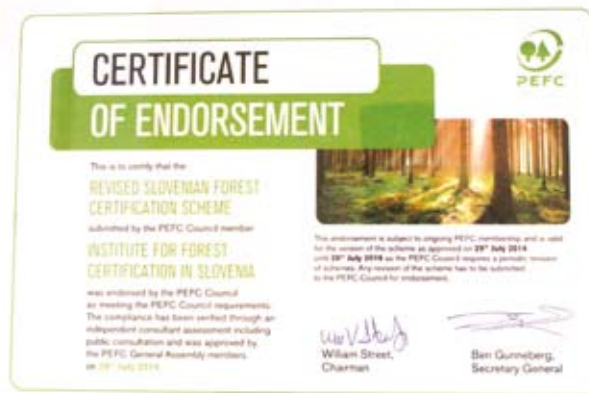 CERTIFICATE
OF ENDORSEMENT
PEFC
This is to certify that the
REVISED SLOVENIAN FOREST
CERTIFICATION SCHEME
submitted by the PEFC Council member
INSTITUTE FOR FOREST
CERTIFICATION IN SLOVENIA
was endorsed by the PEFC Council
as meeting the PEFC Council requirements.
The compliance has been verified through an
independent consultant assessment including
public consultation and was approved by
the PEFC General Assembly members.
on July 2014
This endorsement is subject to ongoing PEFC membership and is valid
for the version of the scheme as approved on 29th July 2014
until July as the PEFC Council requires a periodic revision
of schemes. Any revision of the scheme has to be submitted
to the PEFC Council for endorsement.
William Street,
Chairman
Ben Gunneberg,
Secretary General